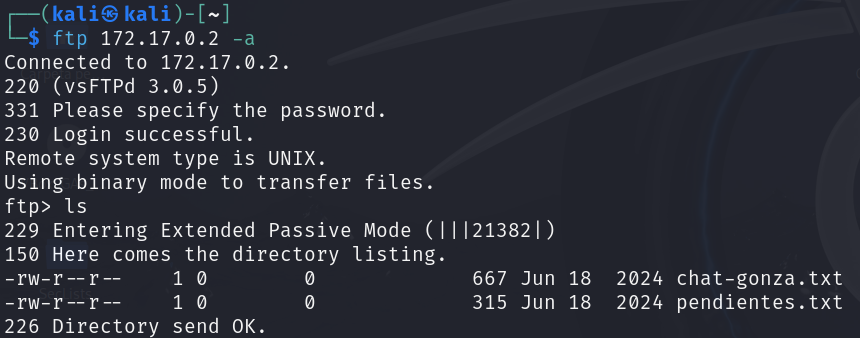 ┌──(kali㉿kali)-[~]
└─$ ftp 172.17.0.2 -a
Connected to 172.17.0.2.
220 (vsFTPd 3.0.5)
331 Please specify the password.
230 Login successful.
Remote system type is UNIX.
Using binary mode to transfer files.
ftp> ls
229 Entering Extended Passive Mode (|||21382|)
150 Here comes the directory listing.
-rw-r--r--    1 0        0             667 Jun 18  2024 chat-gonza.txt
-rw-r--r--    1 0        0             315 Jun 18  2024 pendientes.txt
226 Directory send OK.